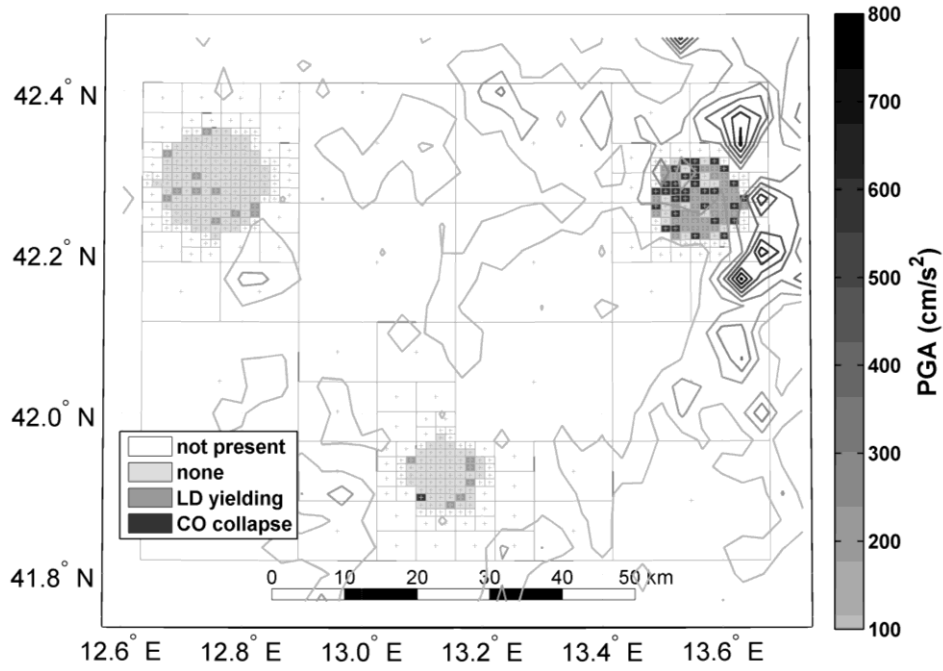 800
42.4° N
700
600
42.2° N
500
PGA (cm/s²)
400
42.0° N
not present
300
none
LD yielding
200
CO collapse
41.8° N
0 10 20 30 40 50 km
100
12.6° E 12.8° E 13.0° E 13.2° E 13.4° E 13.6° E